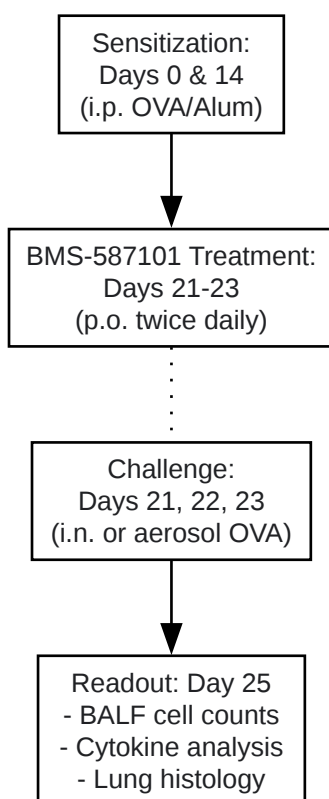 Sensitization:
Days 0 & 14
(i.p. OVA/Alum)
BMS-587101 Treatment:
Days 21-23
(p.o. twice daily)
Challenge:
Days 21, 22, 23
(i.n. or aerosol OVA)
Readout: Day 25
- BALF cell counts
- Cytokine analysis
- Lung histology